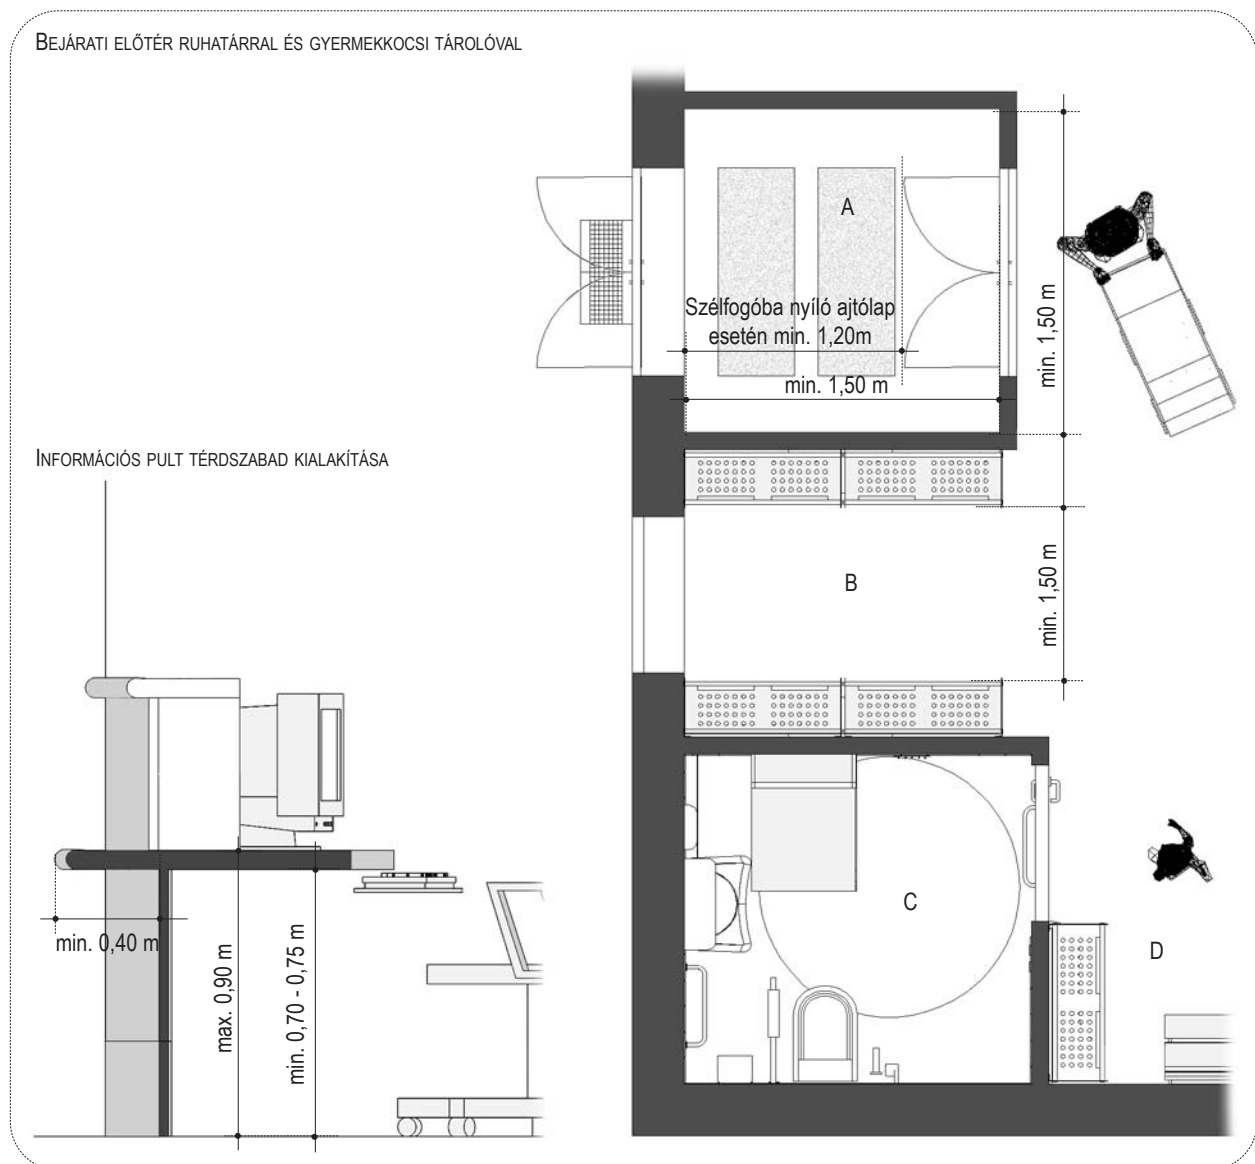 Bejárati előtér ruhatárral és gyermekkocsi tárolóval
A
Szélfogóba nyíló ajtólap
esetén min. 1,20m
min. 1,50 m
min. 1,50 m
Információs pult térdszabad kialakítása
B
min. 1,50 m
C
D
min. 0,40 m
max. 0,90 m
min. 0,70 - 0,75 m